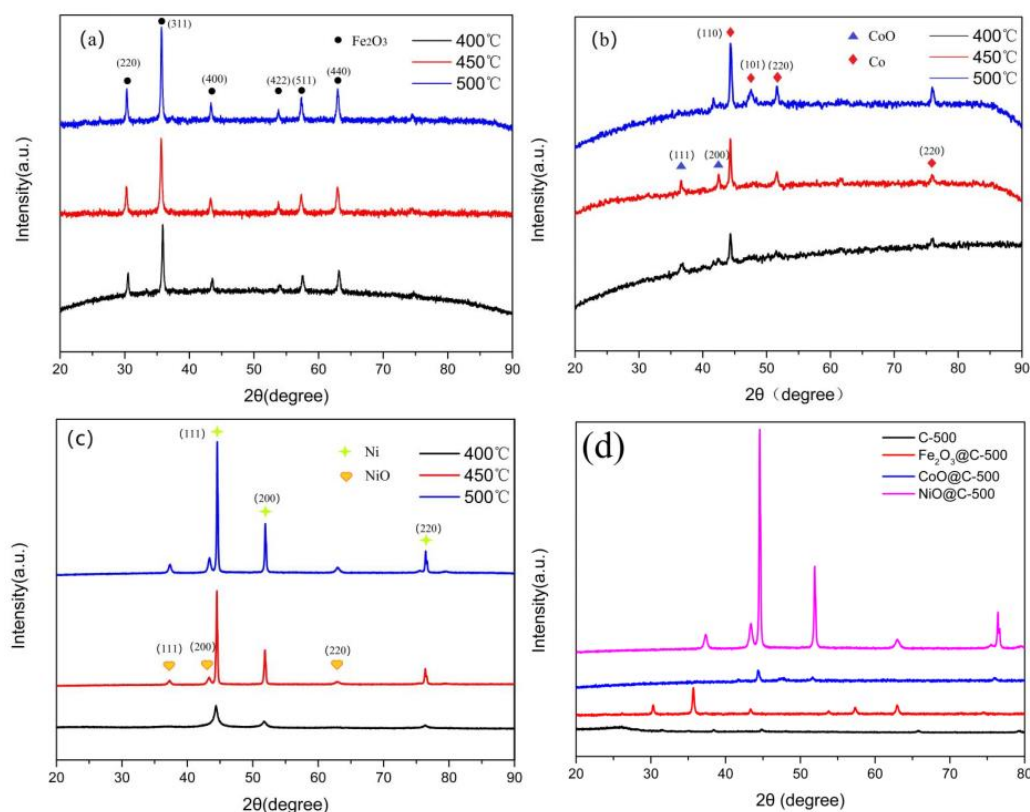 (a)
(311)
Fe2O3
400℃
450℃
500℃
(220)
(400)
(422)
(511)
(440)
Intensity(a.u.)
20 30 40 50 60 70 80 90
2θ(degree)
(b)
(110)
CoO
Co
400℃
450℃
500℃
(101)
(220)
(111)
(200)
(220)
Intensity(a.u.)
20 30 40 50 60 70 80 90
2θ（degree）
(c)
(111)
Ni
NiO
400℃
450℃
500℃
(200)
(220)
(111)
(200)
(220)
Intensity(a.u.)
20 30 40 50 60 70 80 90
2θ(degree)
(d)
C-500
Fe₂O₃@C-500
CoO@C-500
NiO@C-500
Intensity(a.u.)
20 30 40 50 60 70 80
2θ (degree)